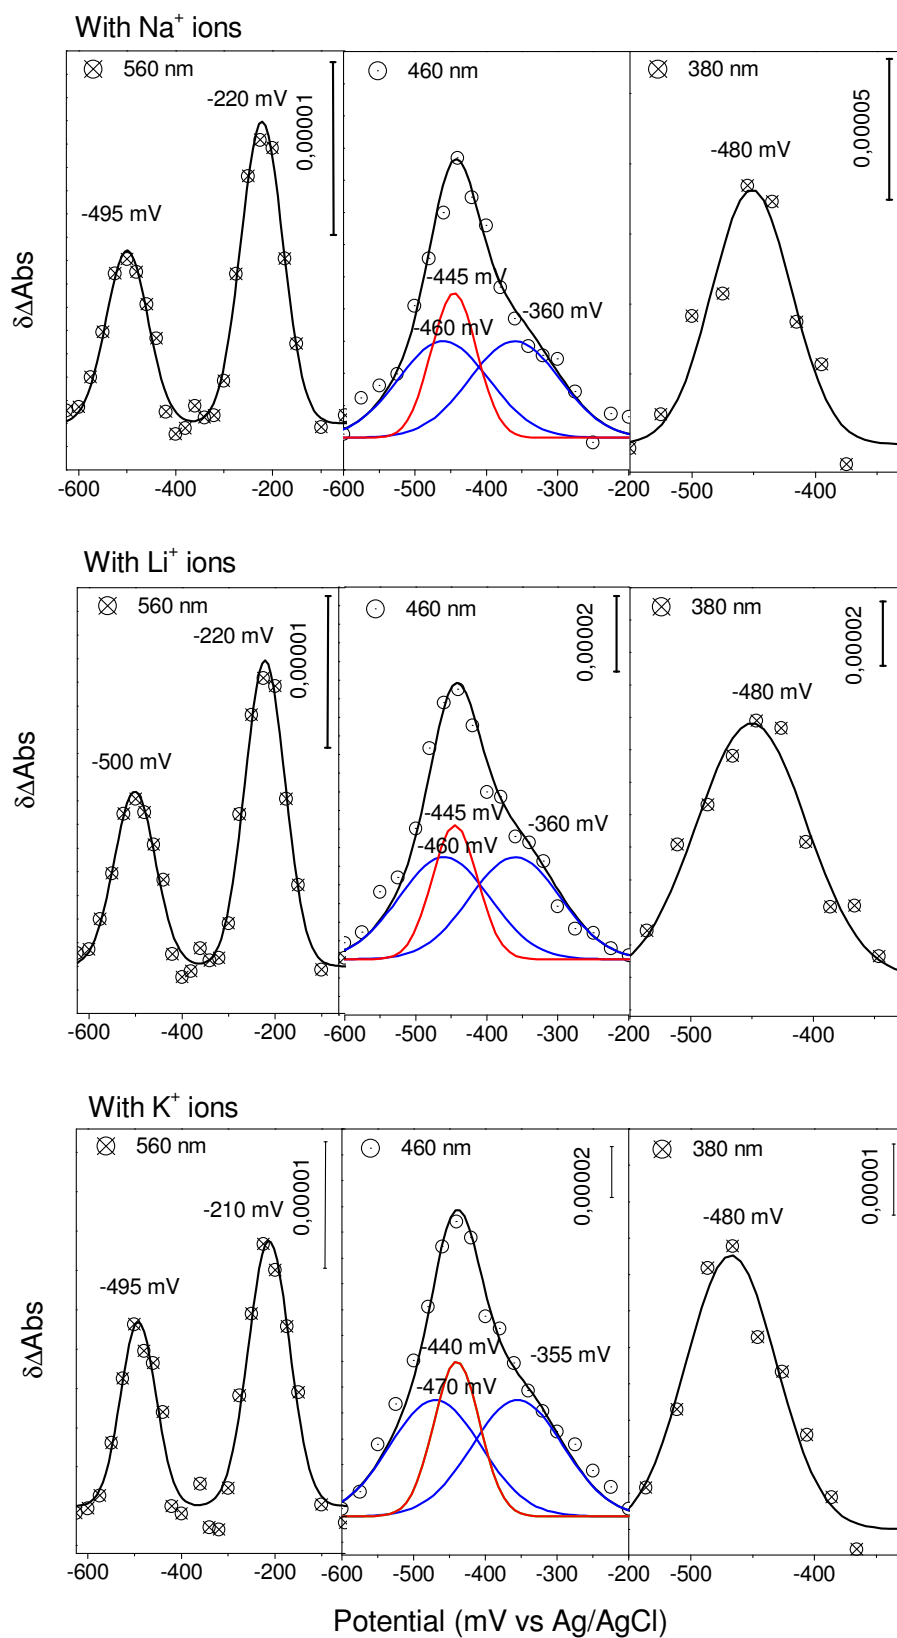 With Na⁺ ions
560 nm
460 nm
380 nm
-220 mV
0,00001
0,00005
-480 mV
-495 mV
-445 mV
-360 mV
-460 mV
δΔAbs
-600 -400 -200 -600 -500 -400 -300 -200 -500 -400
With Li⁺ ions
560 nm
460 nm
380 nm
-220 mV
0,00001
0,00002
0,00002
-480 mV
-500 mV
-445 mV
-360 mV
-460 mV
δΔAbs
-600 -400 -200 -600 -500 -400 -300 -200 -500 -400
With K⁺ ions
560 nm
460 nm
380 nm
-210 mV
0,00001
0,00002
0,00001
-480 mV
-495 mV
-440 mV
-355 mV
-470 mV
δΔAbs
-600 -400 -200 -600 -500 -400 -300 -200 -500 -400
Potential (mV vs Ag/AgCl)